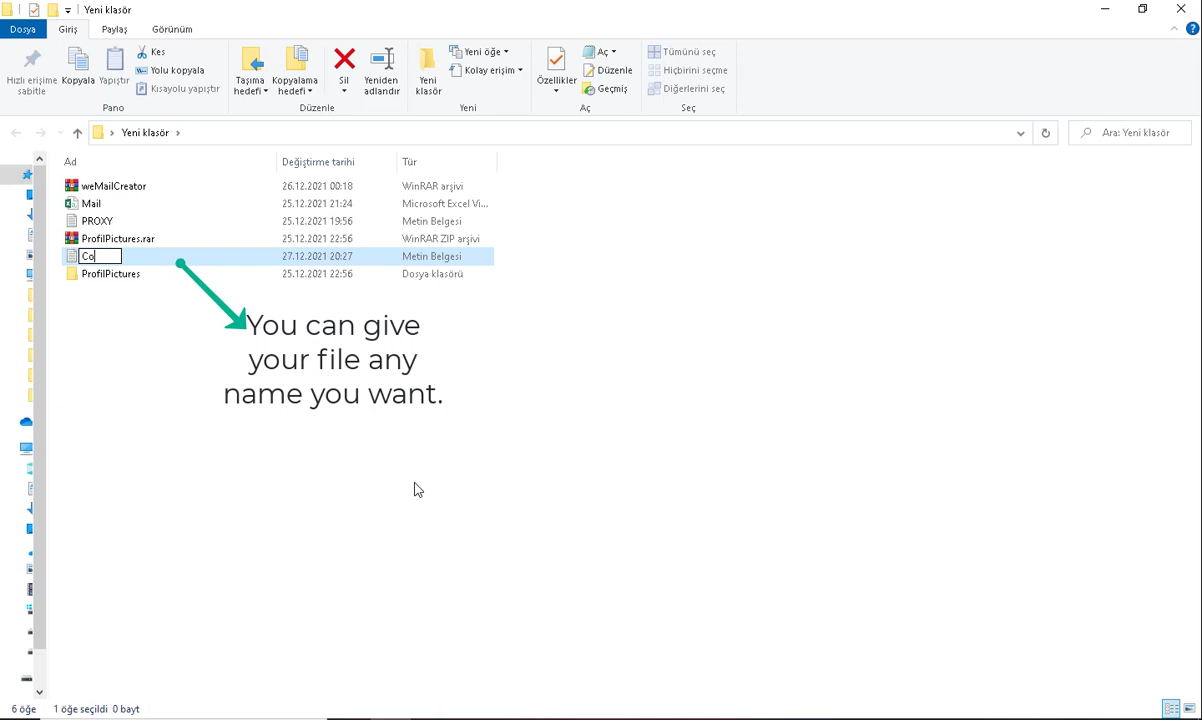 Yeni klasör
Dosya Giriş Paylaş Görünüm
Hızlı erişime sabitle
Kopyala
Yapıştır
Kes
Yolu kopyala
Kısayolu yapıştır
Pano
Taşıma hedefi
Kopyalama hedefi
Sil
Yeniden adlandır
Düzenle
Yeni klasör
Yeni öğe
Kolay erişim
Yeni
Özellikler
Aç
Düzenle
Geçmiş
Aç
Tümünü seç
Hiçbirini seçme
Diğerlerini seç
Seç
Yeni klasör
Ara: Yeni klasör
Ad Değiştirme tarihi Tür
weMailCreator 26.12.2021 00:18 WinRAR arşivi
Mail 25.12.2021 21:24 Microsoft Excel Vi...
PROXY 25.12.2021 19:56 Metin Belgesi
ProfilPictures.rar 25.12.2021 22:56 WinRAR ZIP arşivi
Co 27.12.2021 20:27 Metin Belgesi
ProfilPictures 25.12.2021 22:56 Dosya klasörü
You can give
your file any
name you want.
6 öğe 1 öğe seçildi 0 bayt